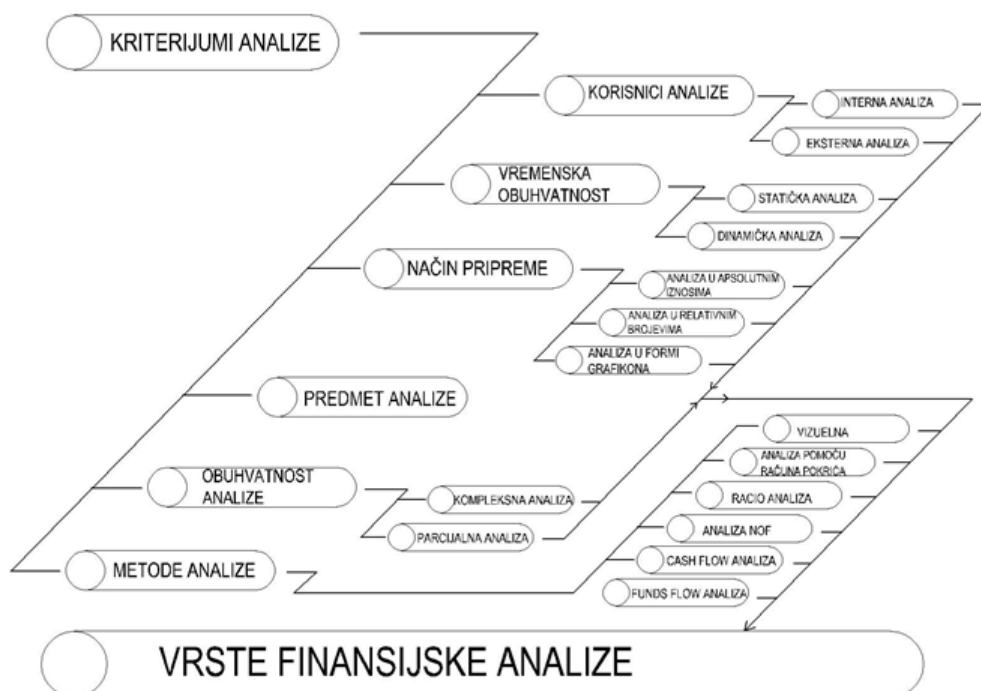 KRITERIJUMI ANALIZE
KORISNICI ANALIZE
INTERNA ANALIZA
EKSTERNA ANALIZA
VREMENSKA
OBUHVATNOST
STATIČKA ANALIZA
DINAMIČKA ANALIZA
NAČIN PRIPREME
ANALIZA U APSOLUTNIM
IZNOSIMA
ANALIZA U RELATIVNIM
BROJEVIMA
ANALIZA U FORMI
GRAFIKONA
PREDMET ANALIZE
OBUHVATNOST
ANALIZE
KOMPLEKSNA ANALIZA
PARCIJALNA ANALIZA
METODE ANALIZE
VIZUELNA
ANALIZA POMOĆU
RAČUNA POKRIĆA
RACIO ANALIZA
ANALIZA NOF
CASH FLOW ANALIZA
FUNDS FLOW ANALIZA
VRSTE FINANSIJSKE ANALIZE